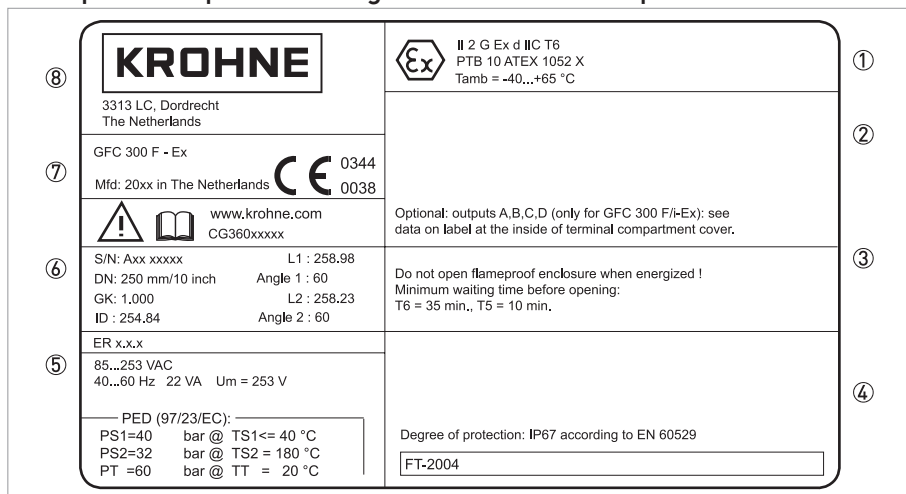 KROHNE
3313 LC, Dordrecht
The Netherlands
GFC 300 F - Ex
Mfd: 20xx in The Netherlands
CE 0344
0038
www.krohne.com
CG360xxxxx
S/N: Axx xxxxx L1 : 258.98
DN: 250 mm/10 inch Angle 1 : 60
GK: 1.000 L2 : 258.23
ID : 254.84 Angle 2 : 60
ER x.x.x
85...253 VAC
40...60 Hz 22 VA Um = 253 V
PED (97/23/EC):
PS1=40 bar @ TS1<= 40 °C
PS2=32 bar @ TS2 = 180 °C
PT =60 bar @ TT = 20 °C
Ex
II 2 G Ex d IIC T6
PTB 10 ATEX 1052 X
Tamb = -40...+65 °C
Optional: outputs A,B,C,D (only for GFC 300 F/i-Ex): see
data on label at the inside of terminal compartment cover.
Do not open flameproof enclosure when energized !
Minimum waiting time before opening:
T6 = 35 min., T5 = 10 min.
Degree of protection: IP67 according to EN 60529
FT-2004
①
②
③
④
⑤
⑥
⑦
⑧